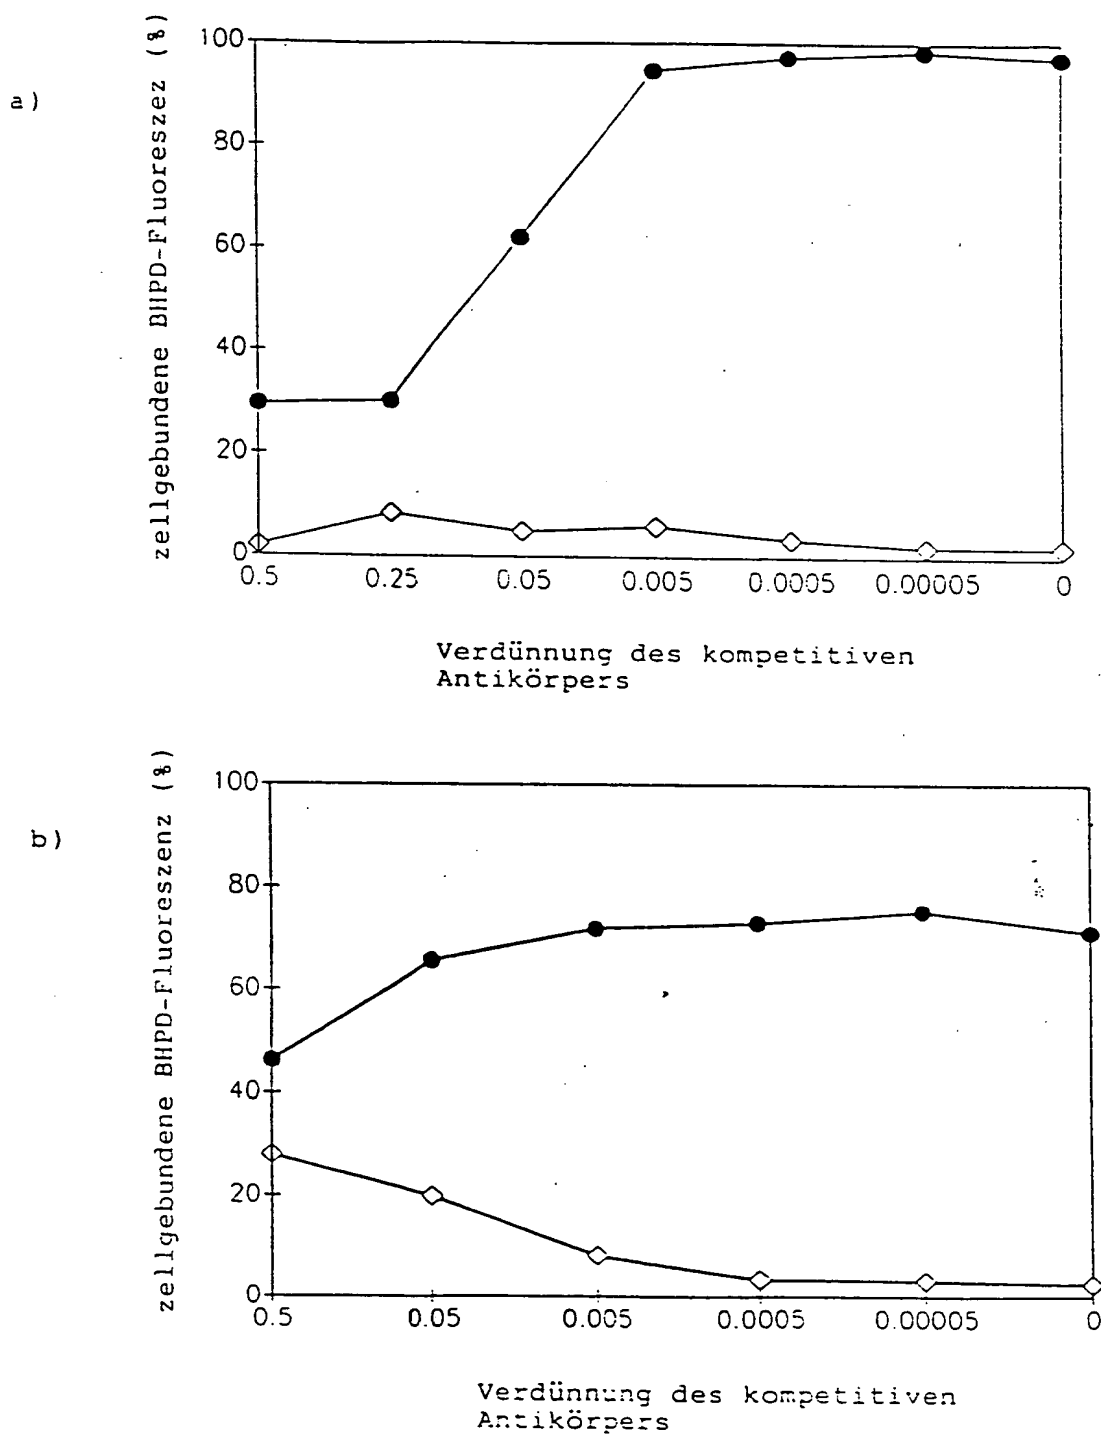 a)
zellgebundene BHPD-Fluoreszez (%)
100
80
60
40
20
0
0.5 0.25 0.05 0.005 0.0005 0.00005 0
Verdünnung des kompetitiven
Antikörpers
b)
zellgebundene BHPD-Fluoreszenz (%)
100
80
60
40
20
0
0.5 0.05 0.005 0.0005 0.00005 0
Verdünnung des kompetitiven
Antikörpers